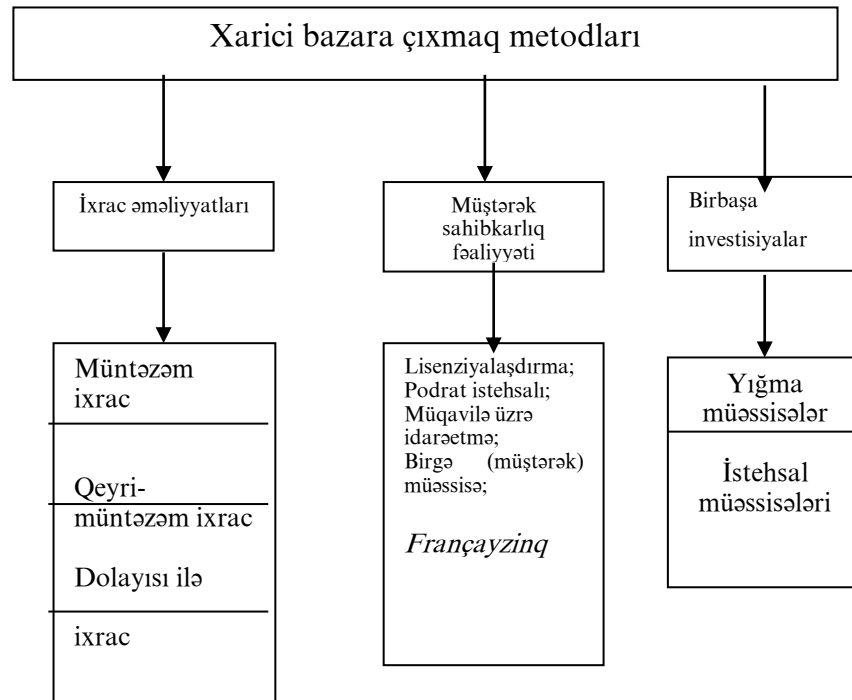 Xarici bazara çıxmaq metodları
İxrac əməliyyatları
Müştərək
sahibkarlıq
fəaliyyəti
Birbaşa
investisiyalar
Müntəzəm
ixrac
Qeyri-
müntəzəm ixrac
Dolayısı ilə
ixrac
Lisenziyalaşdırma;
Podrat istehsalı;
Müqavilə üzrə
idarəetmə;
Birgə (müştərək)
müəssisə;
Françayzinq
Yığma
müəssisələr
İstehsal
müəssisələri